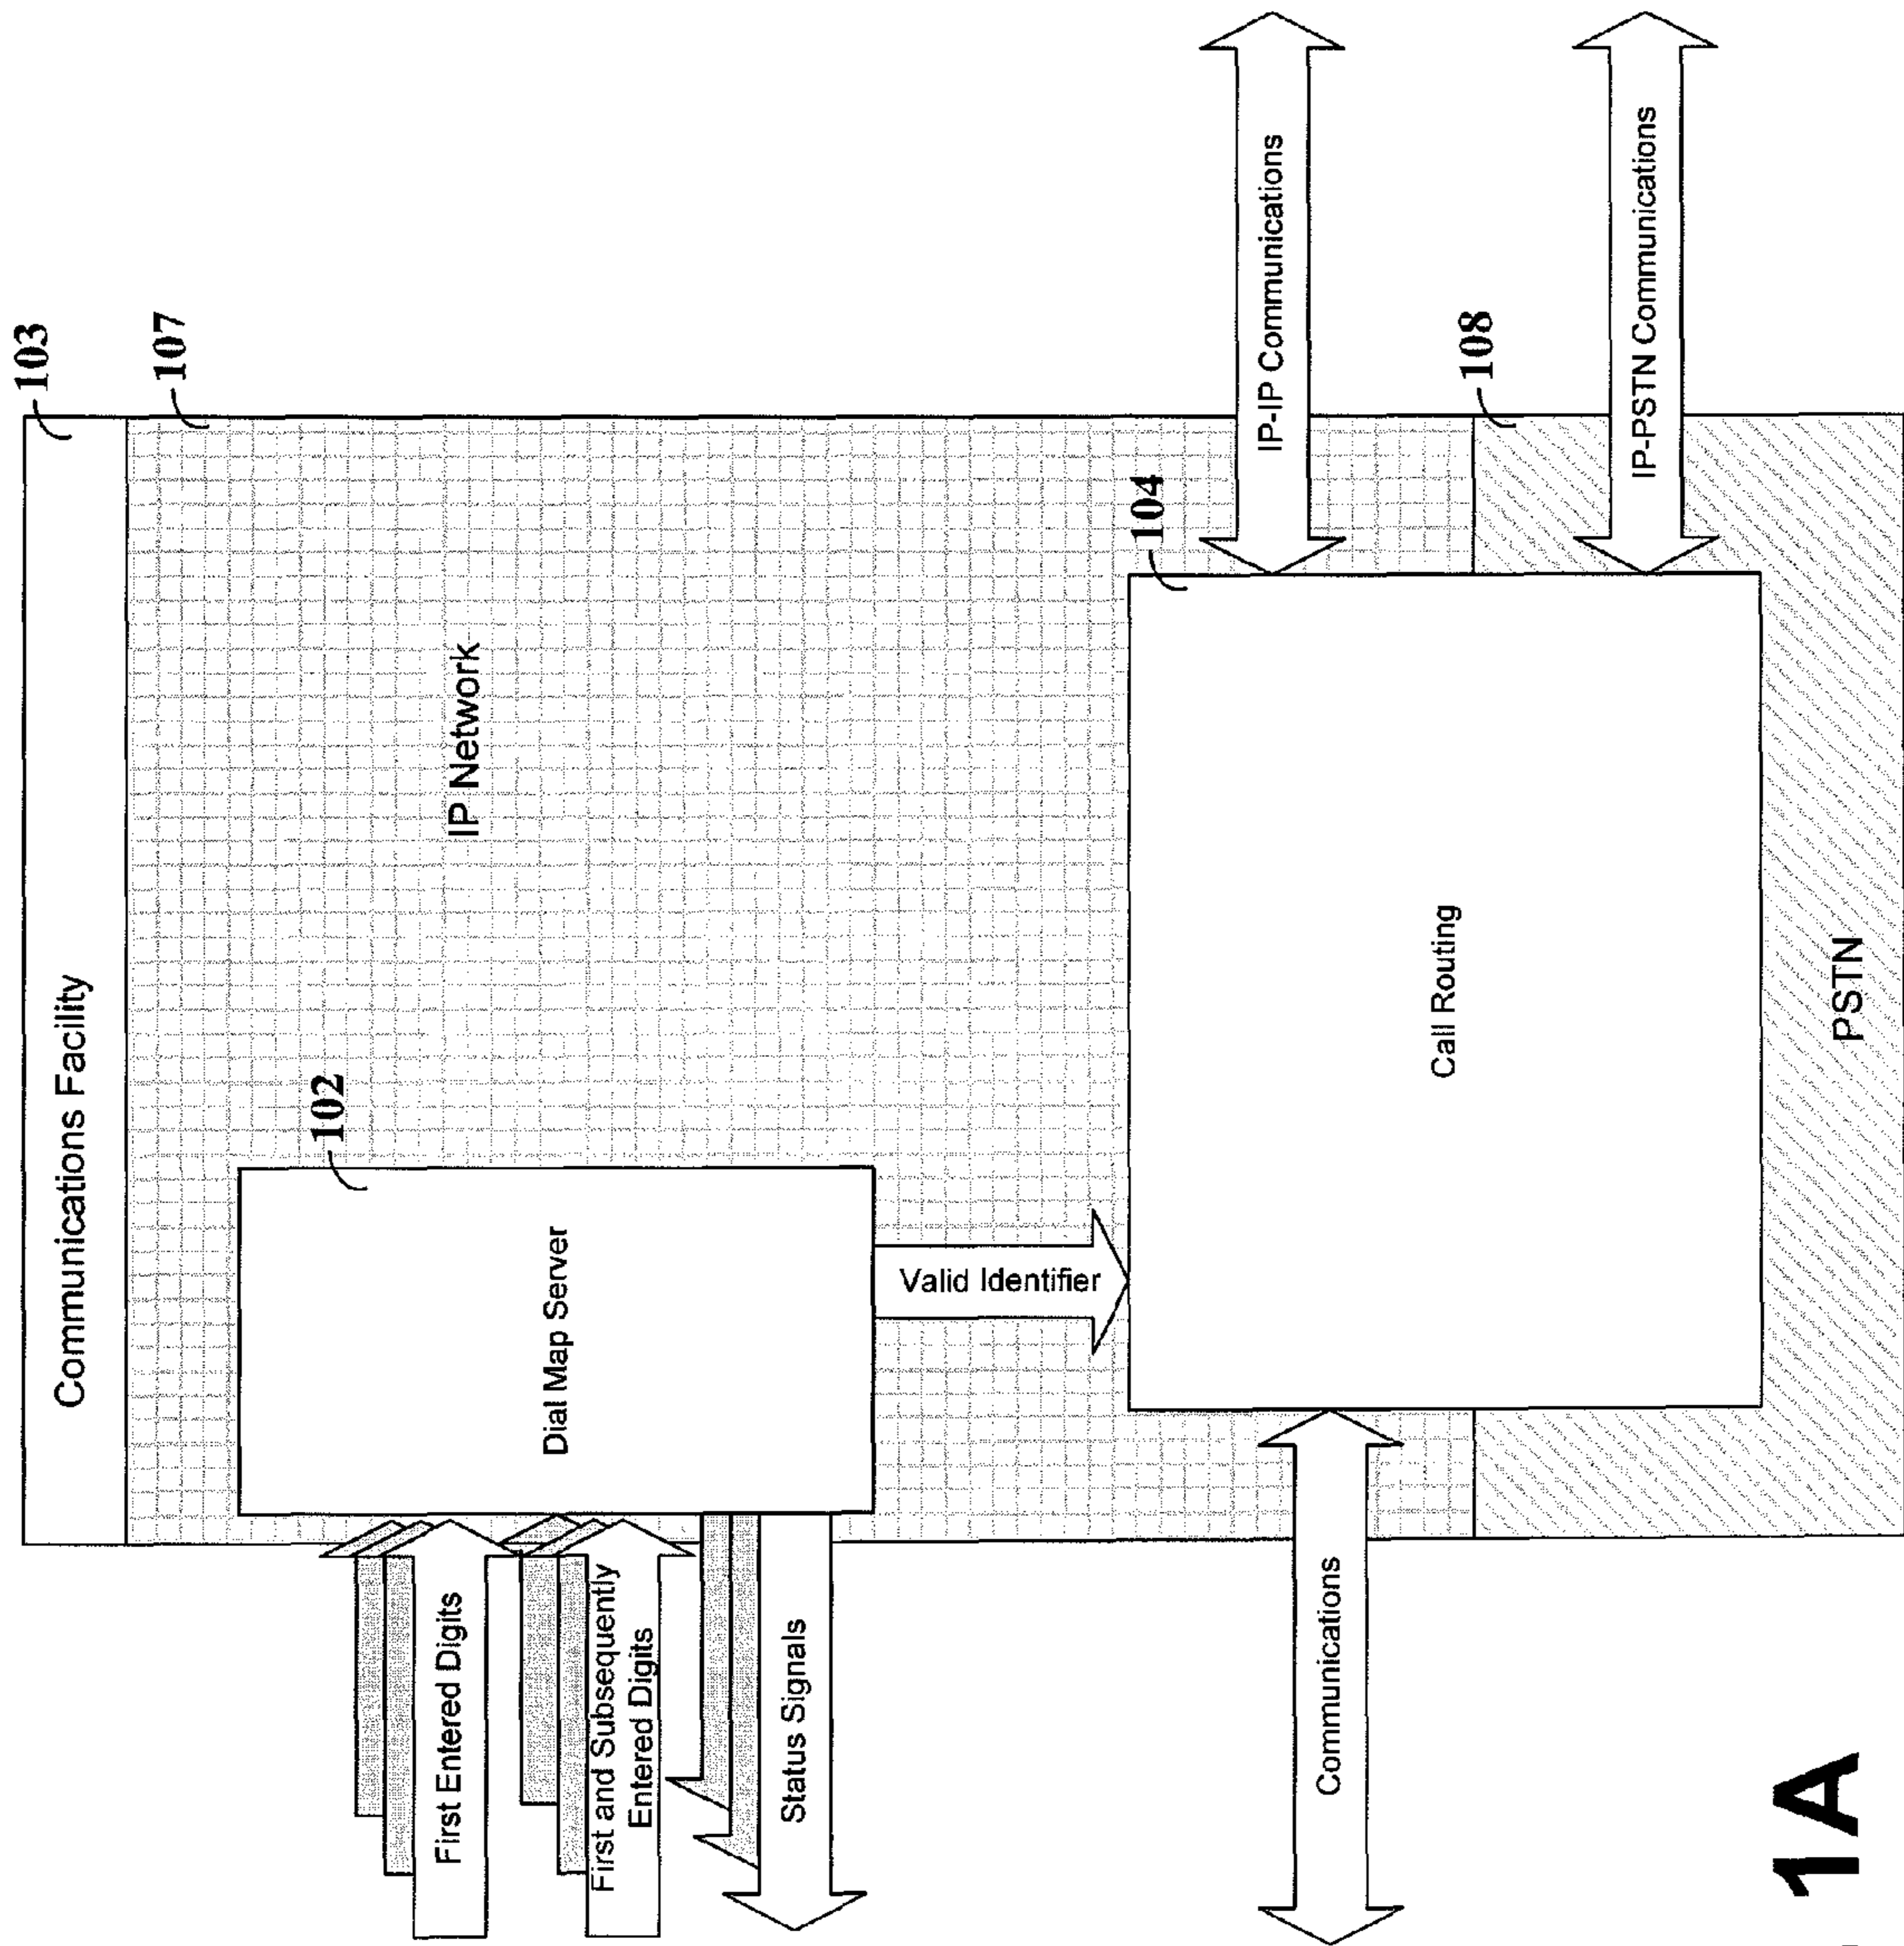 Communications Facility
103
107
IP Network
102
Dial Map Server
First Entered Digits
First and Subsequently
Entered Digits
Status Signals
Valid Identifier
104
Call Routing
Communications
IP-IP Communications
108
IP-PSTN Communications
PSTN
1A